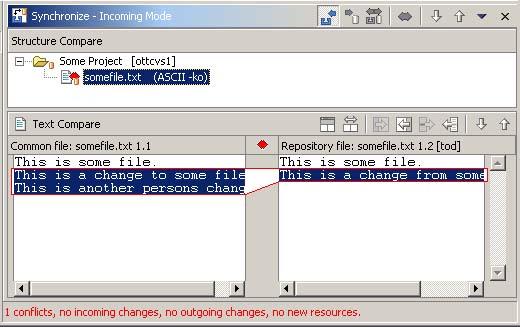 Synchronize - Incoming Mode
Structure Compare
Some Project [ottcvs1]
somefile.txt (ASCII -ko)
Text Compare
Common file: somefile.txt 1.1
Repository file: somefile.txt 1.2 [tod]
This is some file.
This is a change to some file
This is another persons chang
This is some file.
This is a change from some
1 conflicts, no incoming changes, no outgoing changes, no new resources.